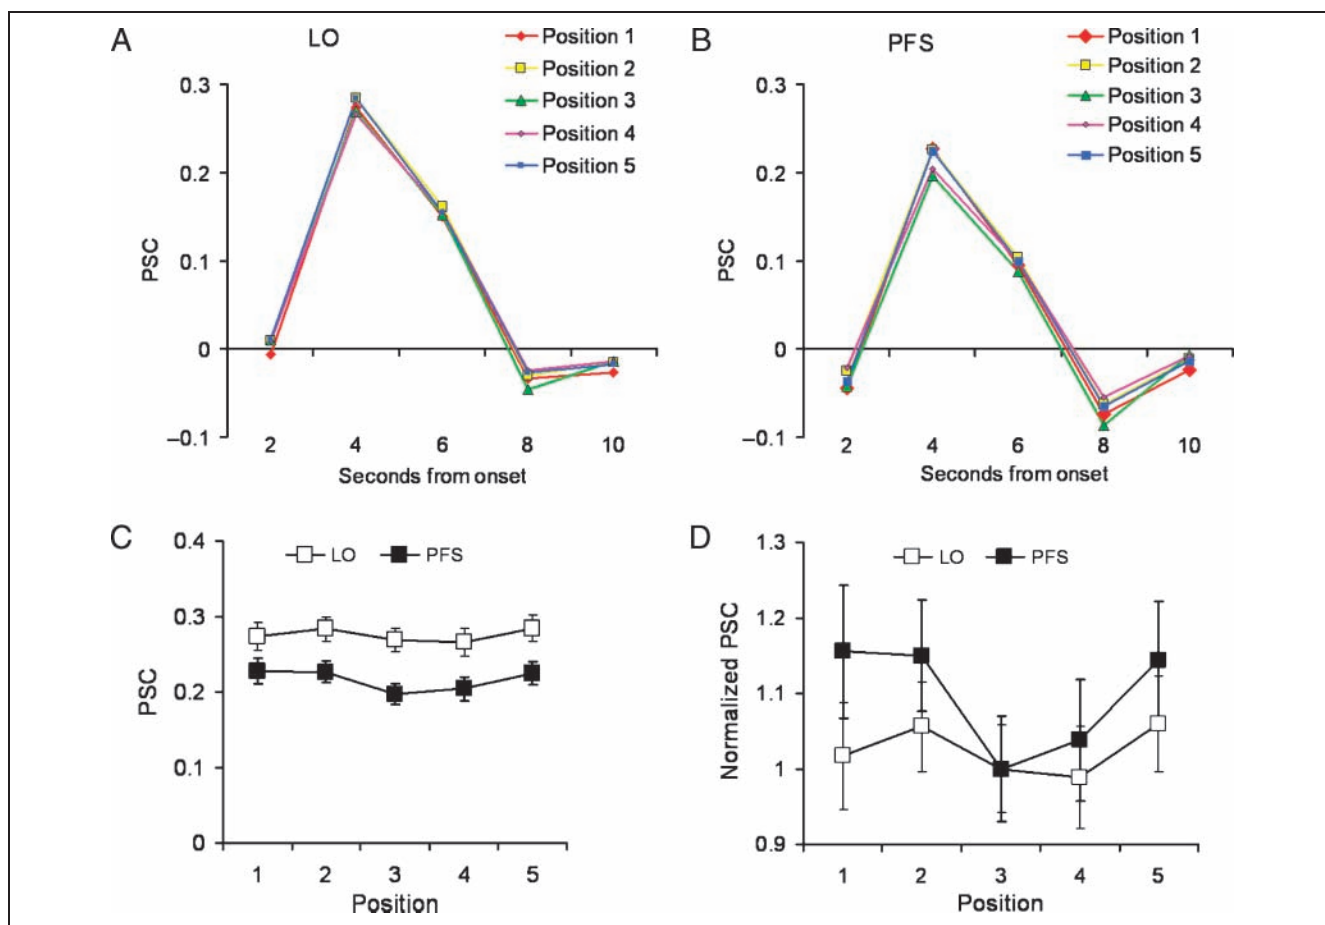 A
LO
Position 1
Position 2
Position 3
Position 4
Position 5
0.3
0.2
0.1
0
–0.1
PSC
2 4 6 8 10
Seconds from onset
B
PFS
Position 1
Position 2
Position 3
Position 4
Position 5
0.3
0.2
0.1
0
–0.1
PSC
2 4 6 8 10
Seconds from onset
C
LO PFS
0.4
0.3
0.2
0.1
0
PSC
1 2 3 4 5
Position
D
LO PFS
1.3
1.2
1.1
1
0.9
Normalized PSC
1 2 3 4 5
Position